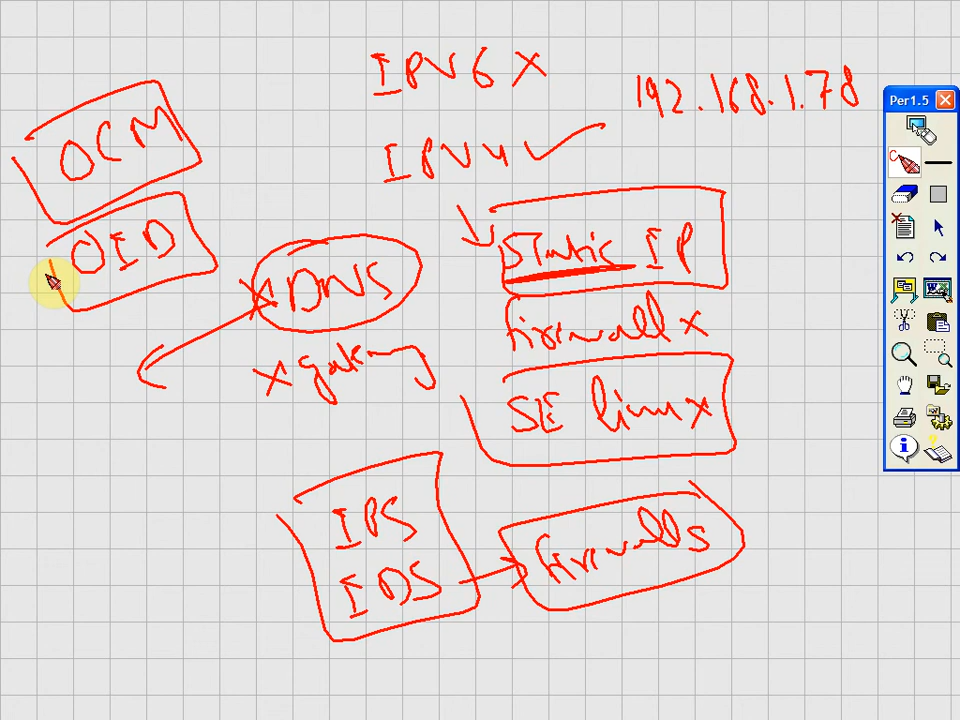 IPV6 X
192.168.1.78
IPV4 ✓
OCM
OID
Static IP
X DNS
firewall x
X gateway
SE linux
IPS
IDS
firewalls
Per1.5